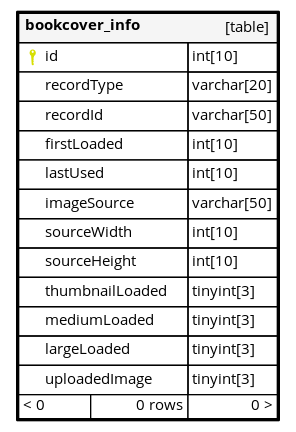 bookcover_info [table]
id int[10]
recordType varchar[20]
recordId varchar[50]
firstLoaded int[10]
lastUsed int[10]
imageSource varchar[50]
sourceWidth int[10]
sourceHeight int[10]
thumbnailLoaded tinyint[3]
mediumLoaded tinyint[3]
largeLoaded tinyint[3]
uploadedImage tinyint[3]
< 0 0 rows 0 >